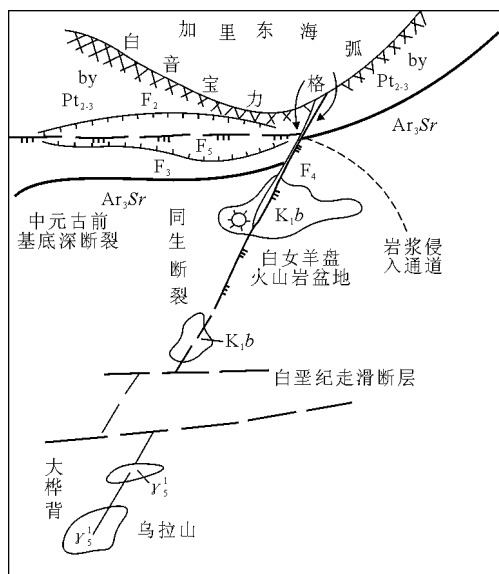 白音宝力格
加里东海弧
by
Pt₂₋₃
by
Pt₂₋₃
F₂
F₅
F₃
F₄
Ar₃Sr
Ar₃Sr
中元古前
基底深断裂
同生断裂
K₁b
白女羊盘
火山岩盆地
岩浆侵
入通道
K₁b
白垩纪走滑断层
大桦背
γ₅¹
γ₅¹
乌拉山